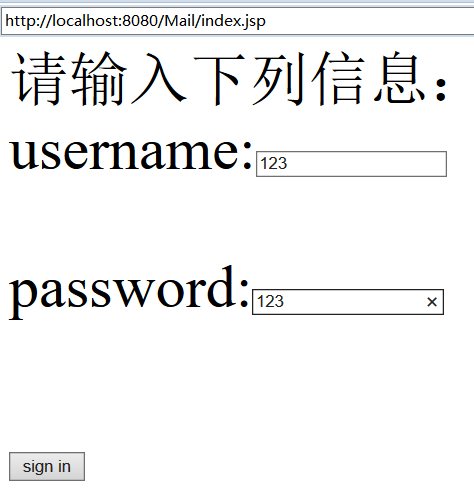 http://localhost:8080/Mail/index.jsp
请输入下列信息：
username: 123
password: 123
sign in